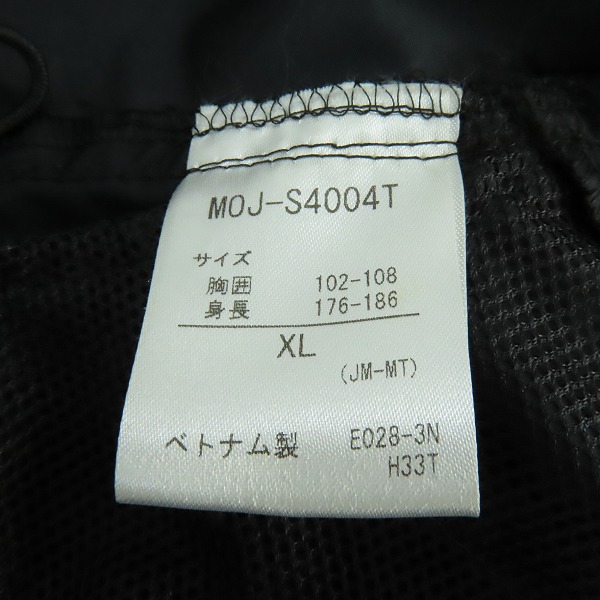 MOJ-S4004T
サイズ
胸囲 102-108
身長 176-186
XL
(JM-MT)
ベトナム製 E028-3N
H33T